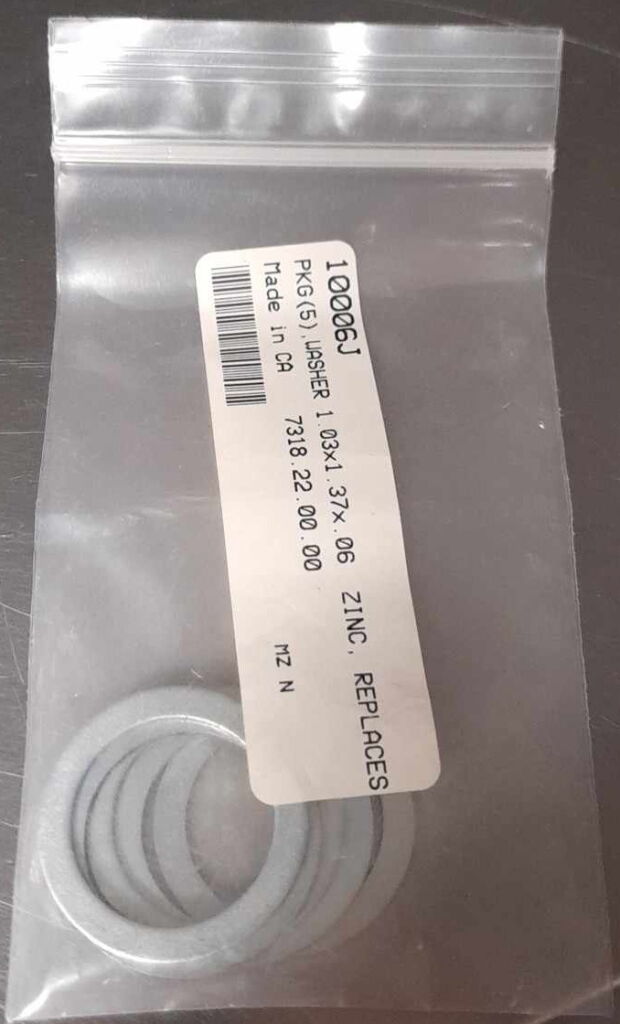 10006J
PKG(5),WASHER 1.03x1.37x.06 ZINC, REPLACES
Made in CA 7318.22.00.00 MZ N